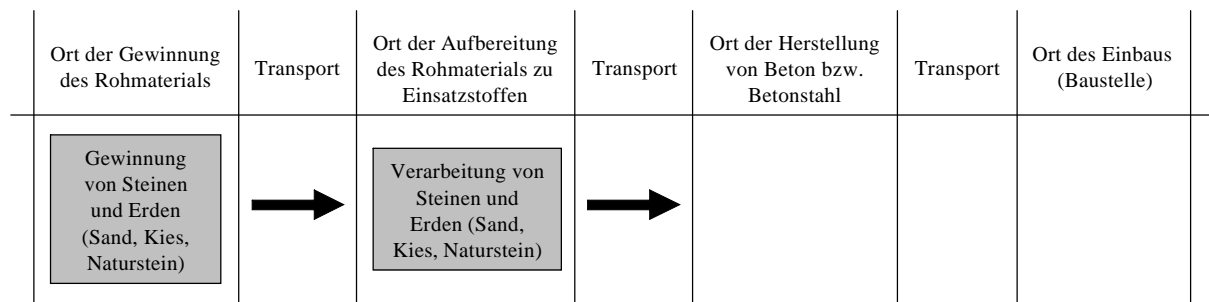 Ort der Gewinnung
des Rohmaterials
Transport
Ort der Aufbereitung
des Rohmaterials zu
Einsatzstoffen
Transport
Ort der Herstellung
von Beton bzw.
Betonstahl
Transport
Ort des Einbaus
(Baustelle)
Gewinnung
von Steinen
und Erden
(Sand, Kies,
Naturstein)
Verarbeitung von
Steinen und
Erden (Sand,
Kies, Naturstein)